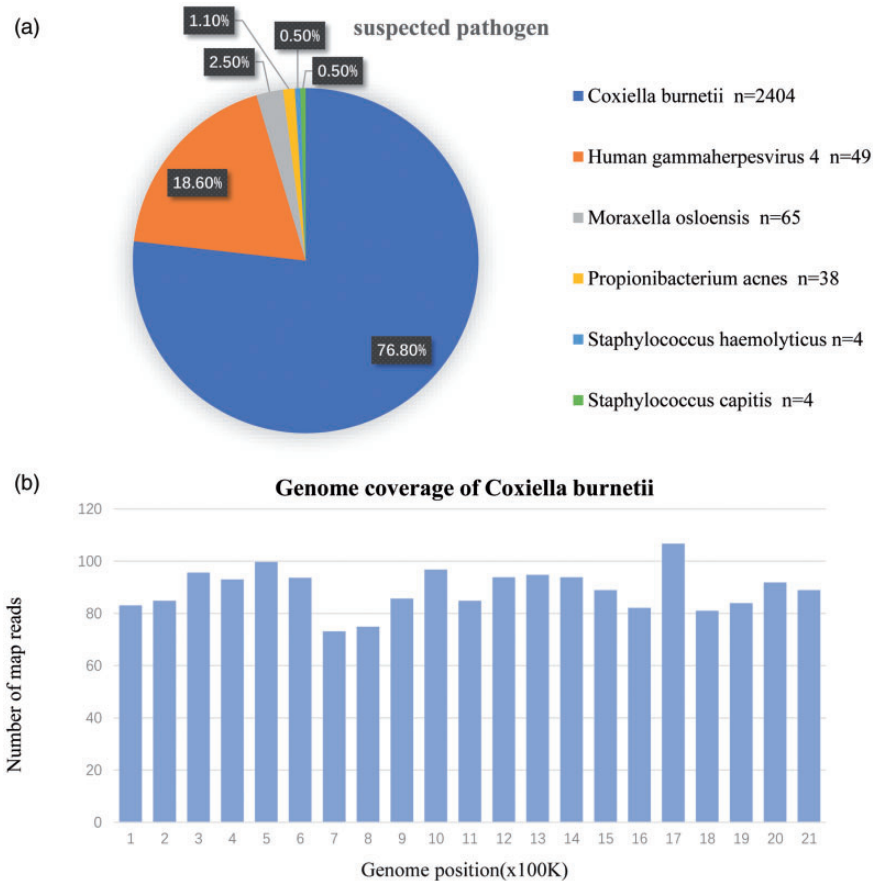 (a)
suspected pathogen
1.10%
0.50%
2.50%
0.50%
18.60%
76.80%
Coxiella burnetii n=2404
Human gammaherpesvirus 4 n=49
Moraxella osloensis n=65
Propionibacterium acnes n=38
Staphylococcus haemolyticus n=4
Staphylococcus capitis n=4
(b)
Genome coverage of Coxiella burnetii
Number of map reads
120
100
80
60
40
20
0
1 2 3 4 5 6 7 8 9 10 11 12 13 14 15 16 17 18 19 20 21
Genome position(x100K)